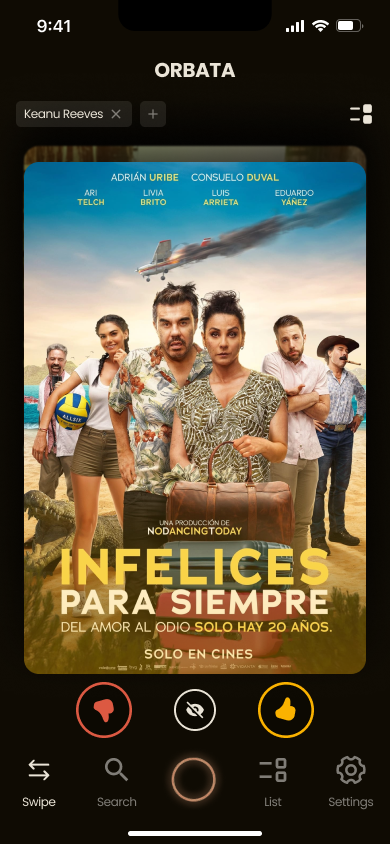 9:41
ORBATA
Keanu Reeves
ADRIÁN URIBE CONSUELO DUVAL
ARI TELCH LIVIA BRITO LUIS ARRIETA EDUARDO YÁÑEZ
ALLSIX
UNA PRODUCCIÓN DE
NODANCINGTODAY
INFELICES
PARA SIEMPRE
DEL AMOR AL ODIO SOLO HAY 20 AÑOS.
SOLO EN CINES
Swipe Search List Settings